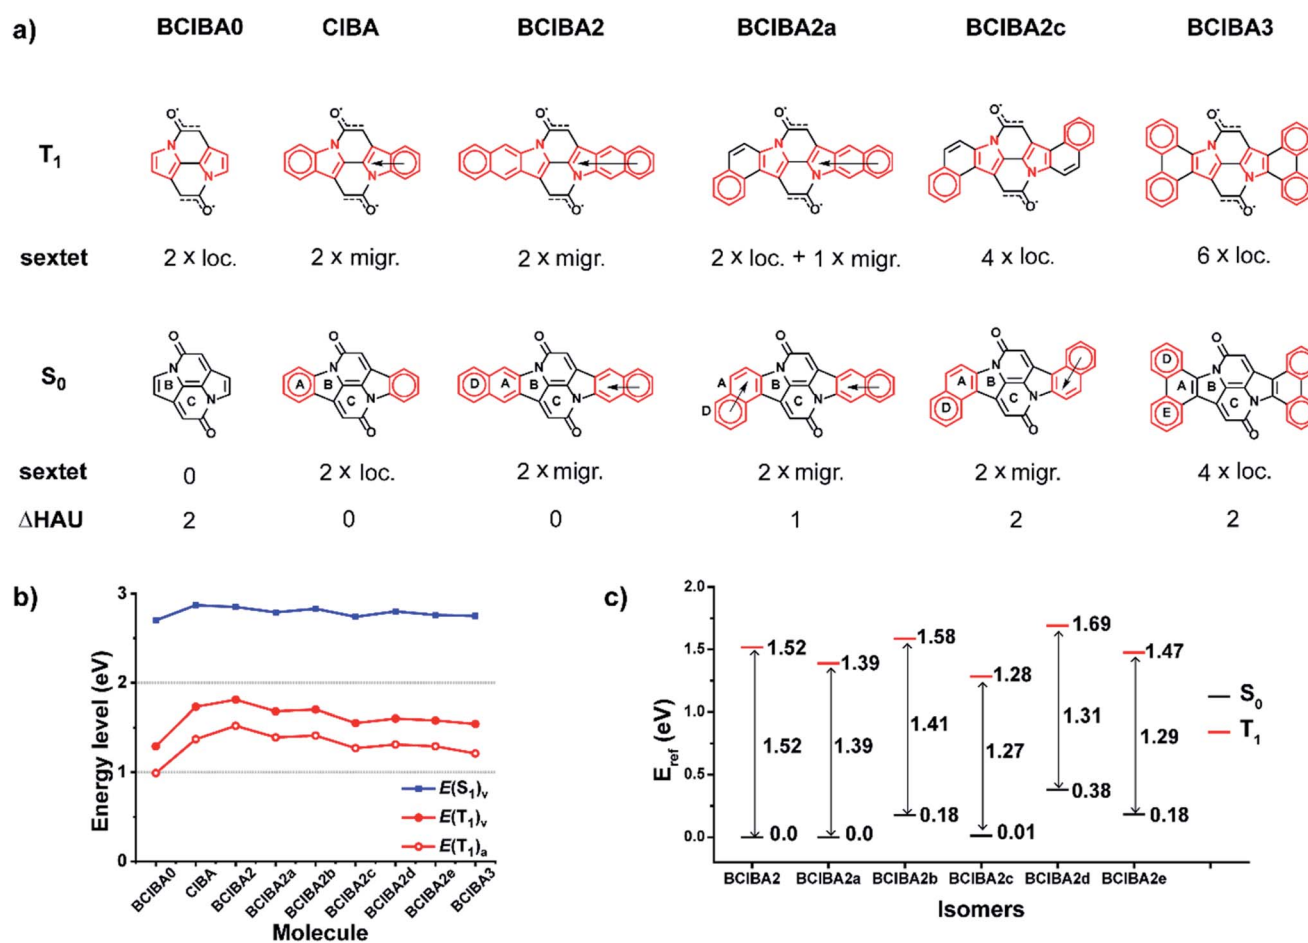 a)
BCIBA0 CIBA BCIBA2 BCIBA2a BCIBA2c BCIBA3
T1
O• O• O• O• O• O•
N N N N N N
N N N N N N
O• O• O• O• O• O•
sextet 2 x loc. 2 x migr. 2 x migr. 2 x loc. + 1 x migr. 4 x loc. 6 x loc.
S0
O O O O O O
B N C N O
A B N C N O
D A B N C N O
A D B N C N O
A D B N C N O
D A E B N C N O
sextet 0 2 x loc. 2 x migr. 2 x migr. 2 x migr. 4 x loc.
ΔHAU 2 0 0 1 2 2
b)
Energy level (eV)
3
2
1
0
E(S1)v
E(T1)v
E(T1)a
BCIBA0 CIBA BCIBA2 BCIBA2a BCIBA2b BCIBA2c BCIBA2d BCIBA2e BCIBA3
Molecule
c)
Eref (eV)
2.0
1.5
1.0
0.5
0.0
1.52 1.39 1.58 1.28 1.69 1.47
1.52 1.39 1.41 1.27 1.31 1.29
0.0 0.0 0.18 0.01 0.38 0.18
S0
T1
BCIBA2 BCIBA2a BCIBA2b BCIBA2c BCIBA2d BCIBA2e
Isomers